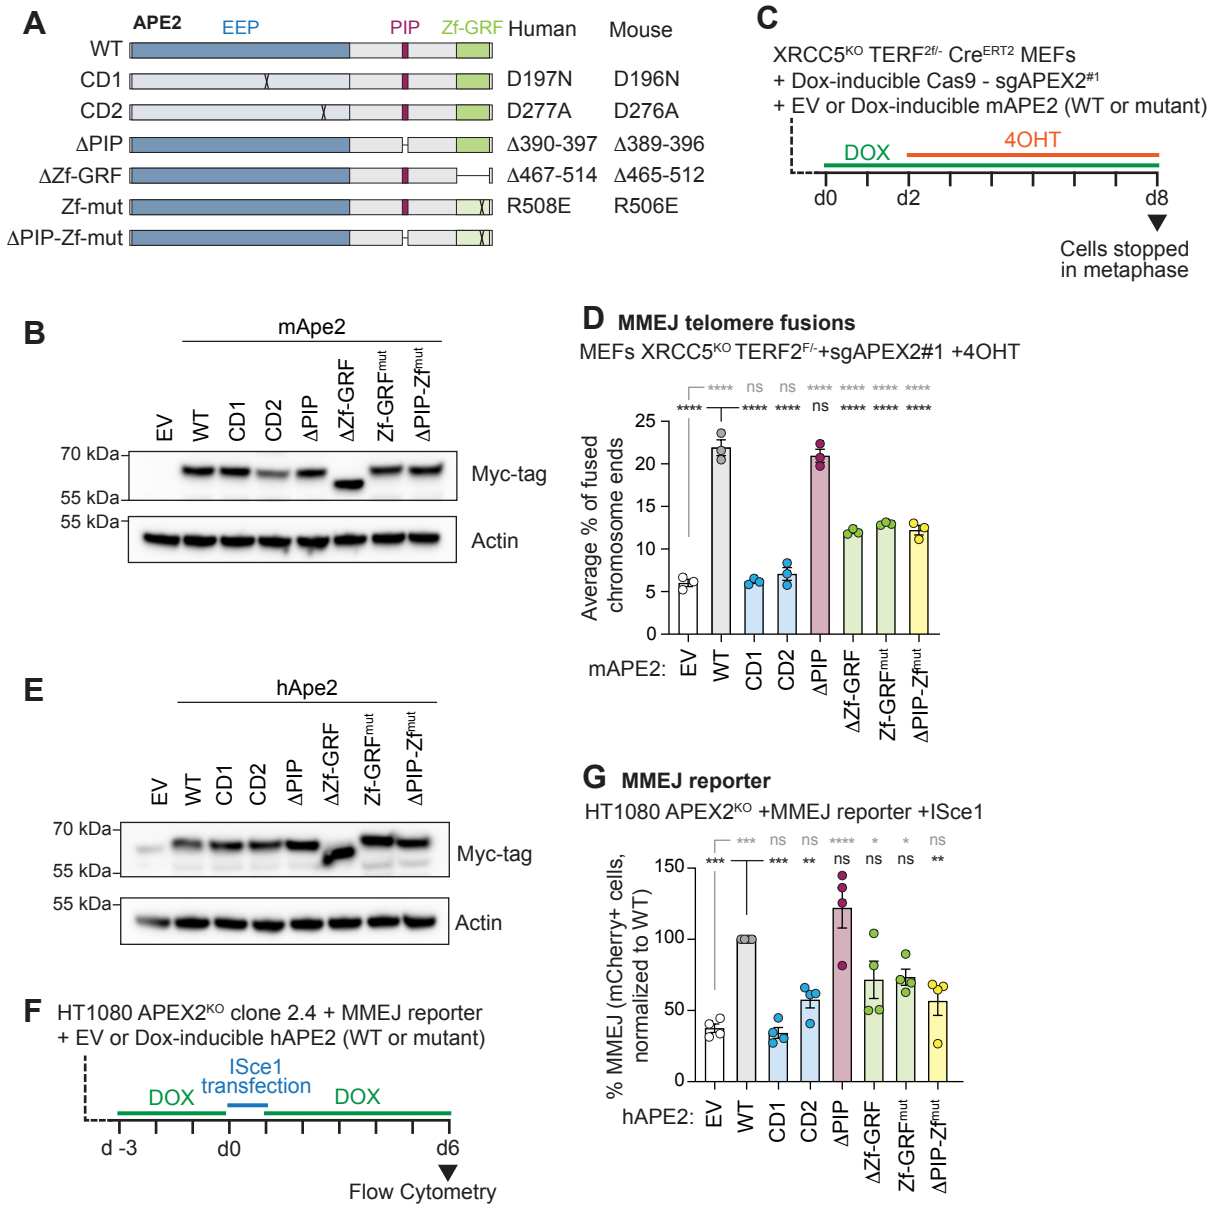 A
APE2
EEP
PIP
Zf-GRF
Human
Mouse
WT
CD1
D197N
D196N
CD2
D277A
D276A
ΔPIP
Δ390-397
Δ389-396
ΔZf-GRF
Δ467-514
Δ465-512
Zf-mut
R508E
R506E
ΔPIP-Zf-mut
C
XRCC5KO TERF2f/- CreERT2 MEFs
+ Dox-inducible Cas9 - sgAPEX2#1
+ EV or Dox-inducible mAPE2 (WT or mutant)
DOX
4OHT
d0
d2
d8
Cells stopped
in metaphase
B
mApe2
EV
WT
CD1
CD2
ΔPIP
ΔZf-GRF
Zf-GRFmut
ΔPIP-Zfmut
70 kDa
55 kDa
Myc-tag
55 kDa
Actin
D
MMEJ telomere fusions
MEFs XRCC5KO TERF2F/-+sgAPEX2#1 +4OHT
**** ns ns **** **** **** ****
**** **** **** ns **** **** ****
Average % of fused
chromosome ends
25
20
15
10
5
0
mAPE2:
EV
WT
CD1
CD2
ΔPIP
ΔZf-GRF
Zf-GRFmut
ΔPIP-Zfmut
E
hApe2
EV
WT
CD1
CD2
ΔPIP
ΔZf-GRF
Zf-GRFmut
ΔPIP-Zfmut
70 kDa
55 kDa
Myc-tag
55 kDa
Actin
F
HT1080 APEX2KO clone 2.4 + MMEJ reporter
+ EV or Dox-inducible hAPE2 (WT or mutant)
ISce1
transfection
DOX
DOX
d -3
d0
d6
Flow Cytometry
G
MMEJ reporter
HT1080 APEX2KO +MMEJ reporter +ISce1
*** ns ns **** * * ns
*** *** ** ns ns ns **
% MMEJ (mCherry+ cells,
normalized to WT)
150
100
50
0
hAPE2:
EV
WT
CD1
CD2
ΔPIP
ΔZf-GRF
Zf-GRFmut
ΔPIP-Zfmut